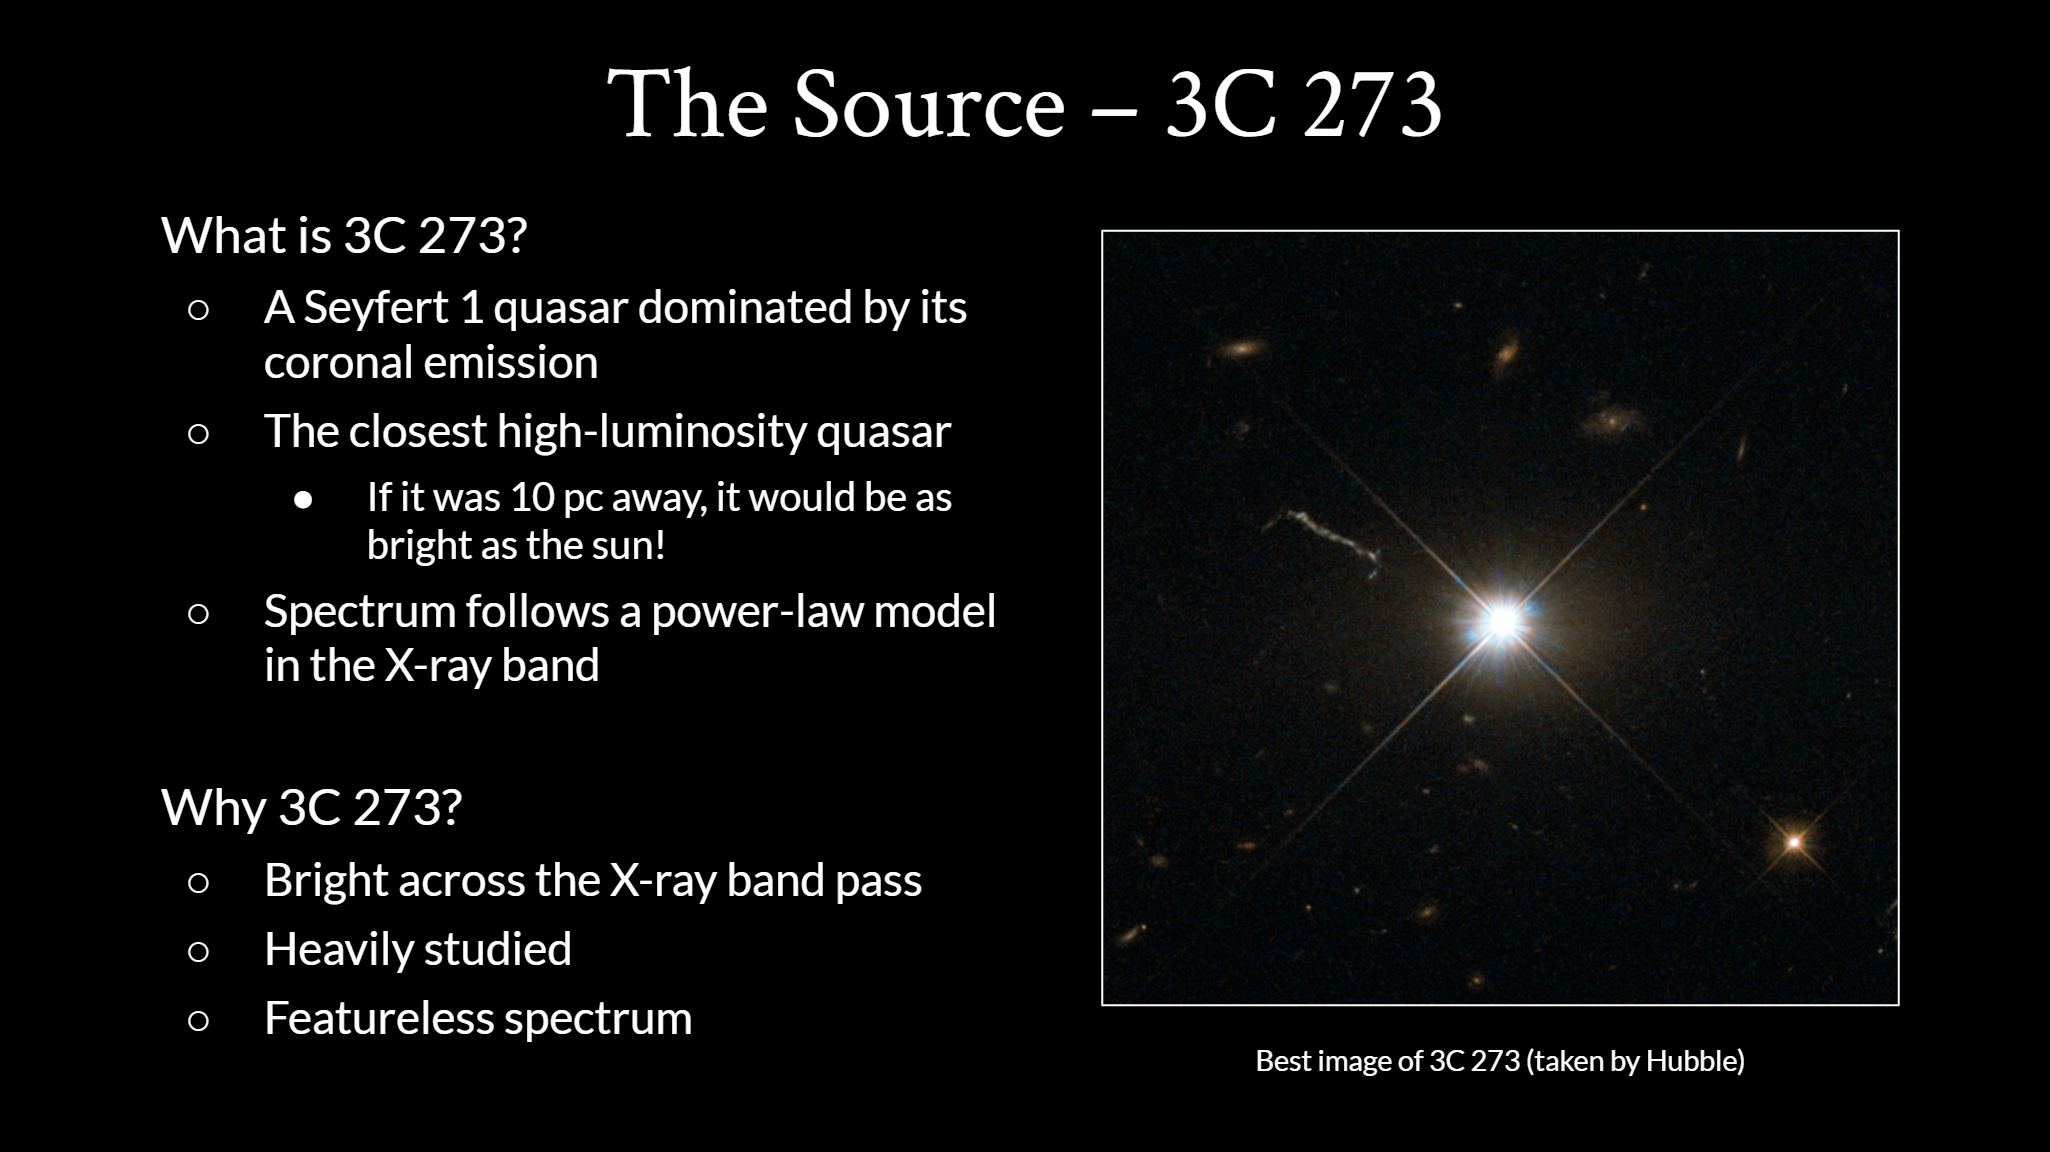 The Source – 3C 273
What is 3C 273?
○ A Seyfert 1 quasar dominated by its
coronal emission
○ The closest high-luminosity quasar
● If it was 10 pc away, it would be as
bright as the sun!
○ Spectrum follows a power-law model
in the X-ray band
Why 3C 273?
○ Bright across the X-ray band pass
○ Heavily studied
○ Featureless spectrum
Best image of 3C 273 (taken by Hubble)